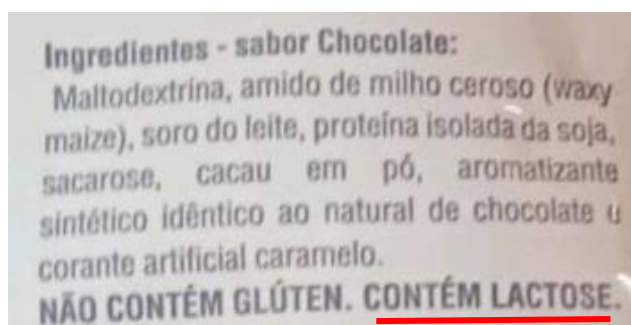 Ingredientes - sabor Chocolate:
Maltodextrina, amido de milho ceroso (waxy
maize), soro do leite, proteína isolada da soja,
sacarose, cacau em pó, aromatizante
sintético idêntico ao natural de chocolate
corante artificial caramelo.
NÃO CONTÉM GLÚTEN. CONTÉM LACTOSE.